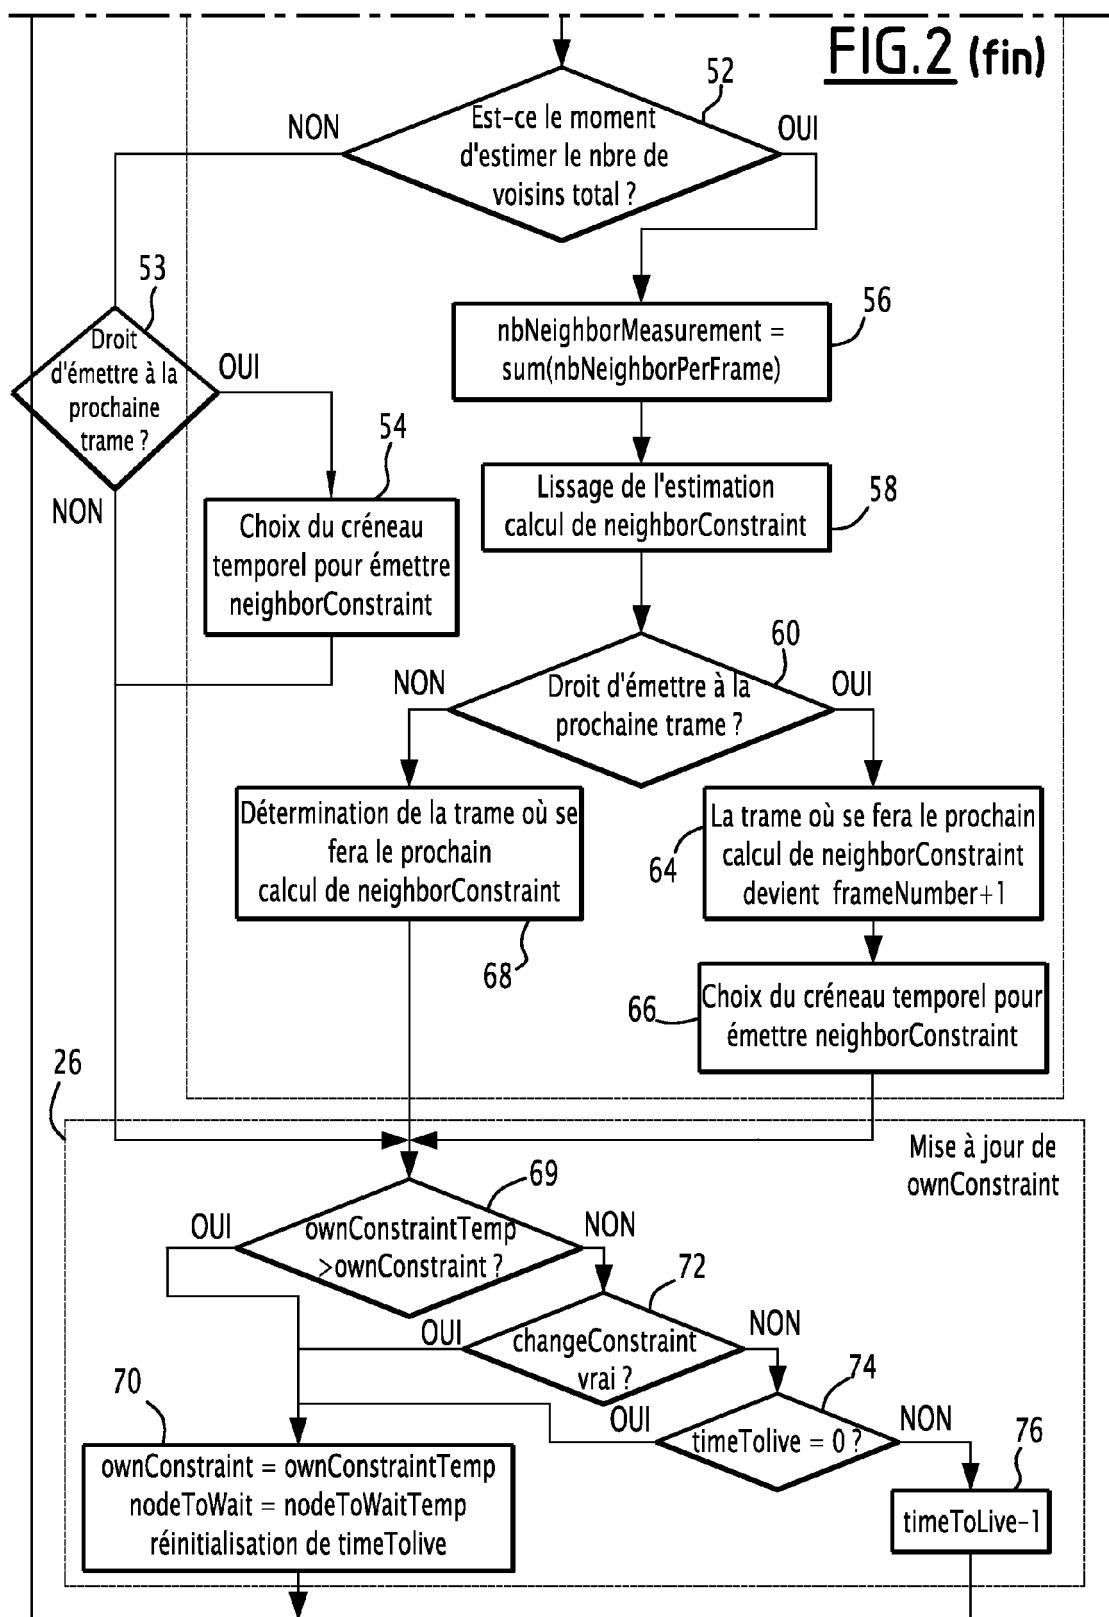 FIG.2 (fin)
52
NON
OUI
Est-ce le moment
d'estimer le nbre de
voisins total ?
53
Droit
d'émettre à la
prochaine
trame ?
OUI
NON
56
nbNeighborMeasurement =
sum(nbNeighborPerFrame)
54
Choix du créneau
temporel pour émettre
neighborConstraint
58
Lissage de l'estimation
calcul de neighborConstraint
60
NON
OUI
Droit d'émettre à la
prochaine trame ?
Détermination de la trame où se
fera le prochain
calcul de neighborConstraint
68
La trame où se fera le prochain
calcul de neighborConstraint
devient frameNumber+1
64
66
Choix du créneau temporel pour
émettre neighborConstraint
26
Mise à jour de
ownConstraint
69
OUI
NON
ownConstraintTemp
>ownConstraint ?
72
OUI
NON
changeConstraint
vrai ?
74
OUI
NON
timeTolive = 0 ?
70
ownConstraint = ownConstraintTemp
nodeToWait = nodeToWaitTemp
réinitialisation de timeTolive
76
timeToLive-1